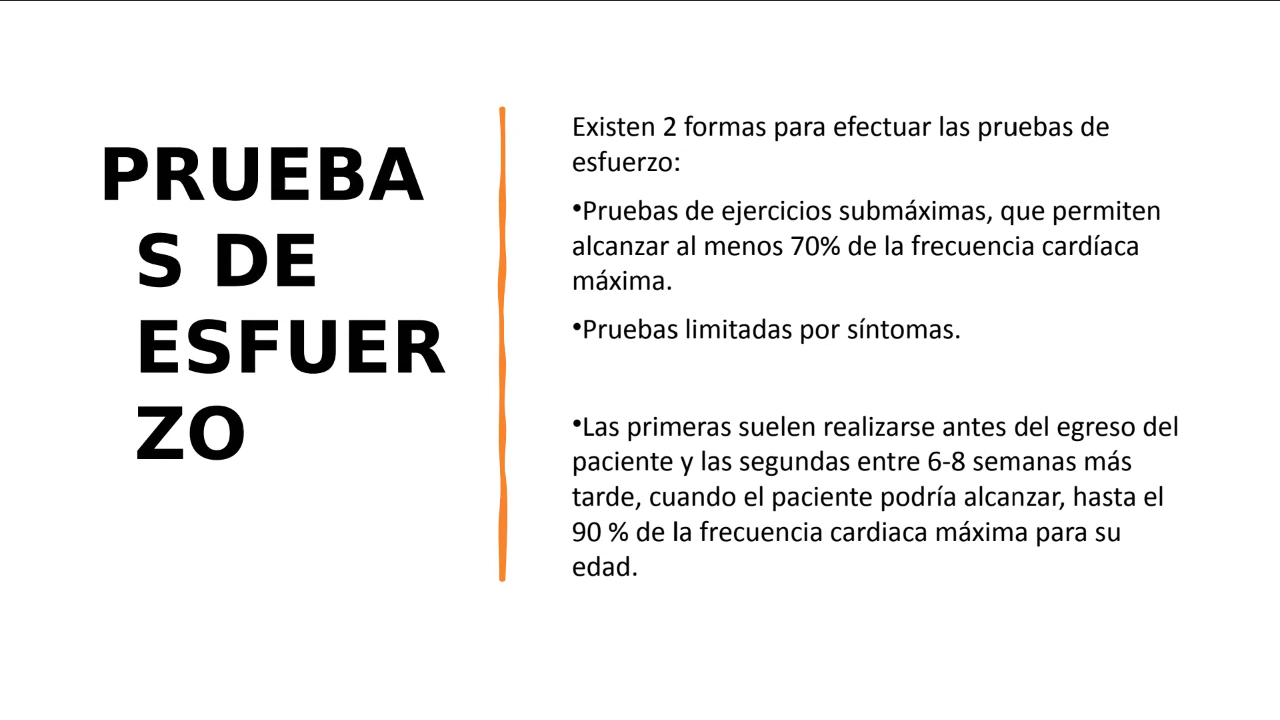 PRUEBA
S DE
ESFUER
ZO
Existen 2 formas para efectuar las pruebas de
esfuerzo:
•Pruebas de ejercicios submáximas, que permiten
alcanzar al menos 70% de la frecuencia cardíaca
máxima.
•Pruebas limitadas por síntomas.
•Las primeras suelen realizarse antes del egreso del
paciente y las segundas entre 6-8 semanas más
tarde, cuando el paciente podría alcanzar, hasta el
90 % de la frecuencia cardiaca máxima para su
edad.